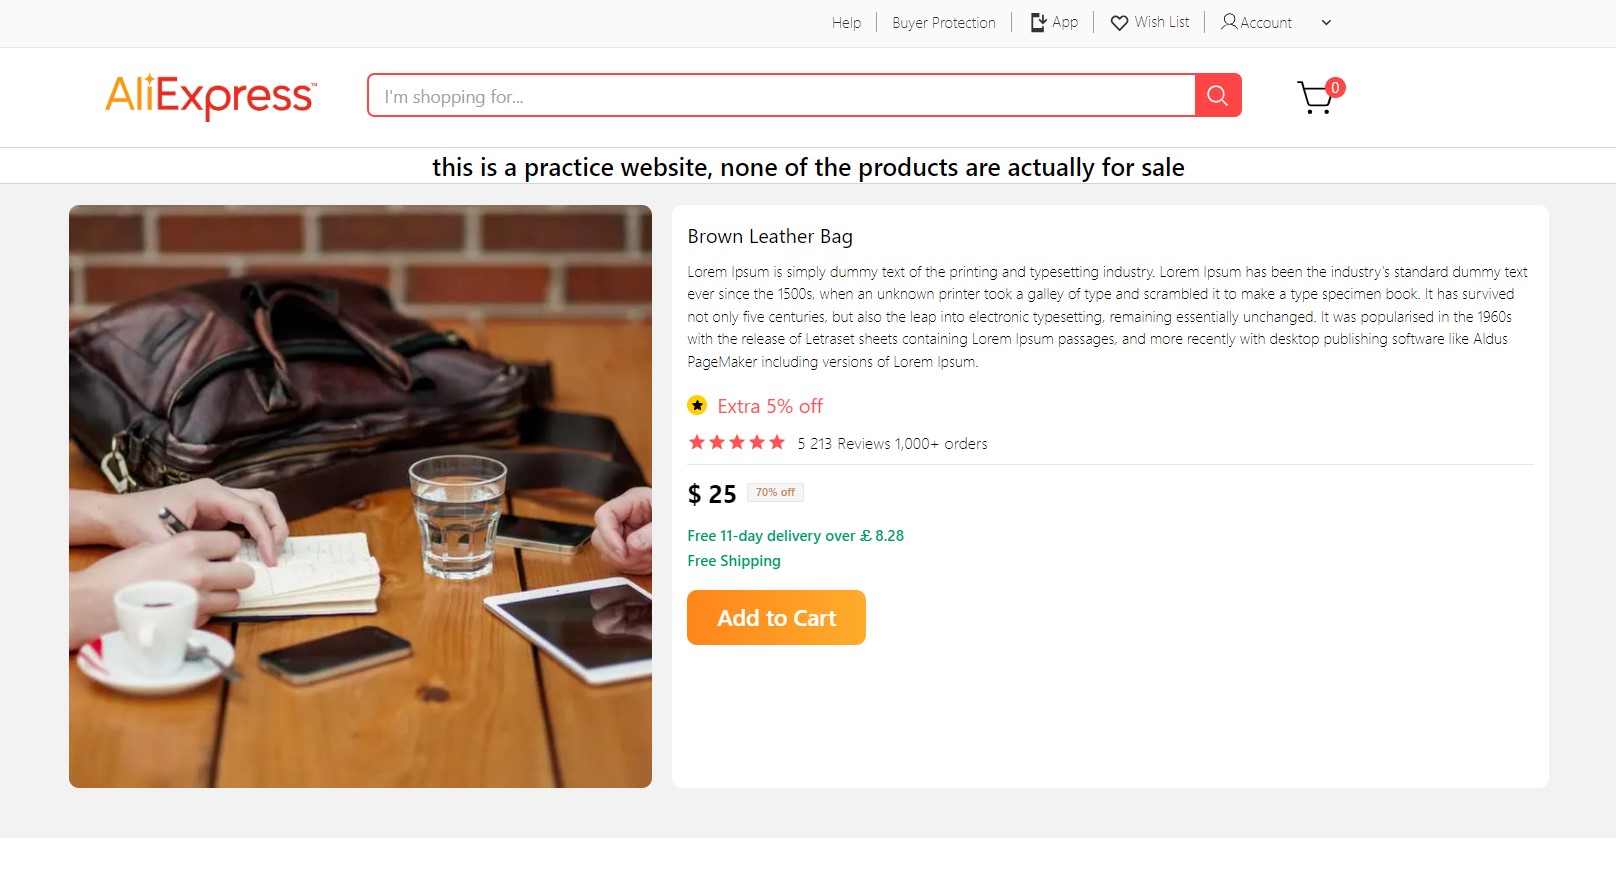 Help
Buyer Protection
App
Wish List
Account
AliExpress™
I'm shopping for...
0
this is a practice website, none of the products are actually for sale
Brown Leather Bag
Lorem Ipsum is simply dummy text of the printing and typesetting industry. Lorem Ipsum has been the industry's standard dummy text
ever since the 1500s, when an unknown printer took a galley of type and scrambled it to make a type specimen book. It has survived
not only five centuries, but also the leap into electronic typesetting, remaining essentially unchanged. It was popularised in the 1960s
with the release of Letraset sheets containing Lorem Ipsum passages, and more recently with desktop publishing software like Aldus
PageMaker including versions of Lorem Ipsum.
Extra 5% off
5 213 Reviews 1,000+ orders
$ 25
70% off
Free 11-day delivery over £ 8.28
Free Shipping
Add to Cart